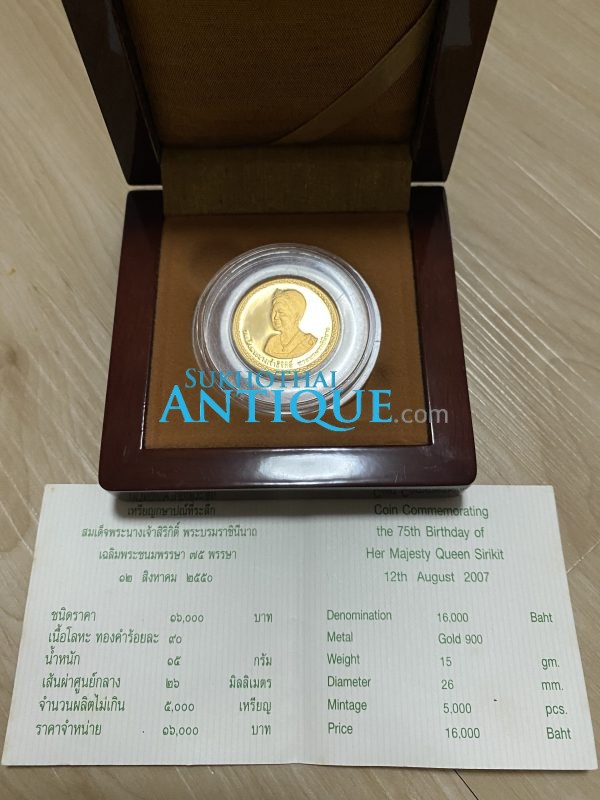 SUKHOTHAI
ANTIQUE.com
เหรียญกษาปณ์ที่ระลึก
สมเด็จพระนางเจ้าสิริกิติ์ พระบรมราชินีนาถ
เฉลิมพระชนมพรรษา ๗๕ พรรษา
๑๒ สิงหาคม ๒๕๕๐
ชนิดราคา ๑๖,๐๐๐ บาท
เนื้อโลหะ ทองคำร้อยละ ๙๐
น้ำหนัก ๑๕ กรัม
เส้นผ่าศูนย์กลาง ๒๖ มิลลิเมตร
จำนวนผลิตไม่เกิน ๕,๐๐๐ เหรียญ
ราคาจำหน่าย ๑๖,๐๐๐ บาท
Coin Commemorating
the 75th Birthday of
Her Majesty Queen Sirikit
12th August 2007
Denomination 16,000 Baht
Metal Gold 900
Weight 15 gm.
Diameter 26 mm.
Mintage 5,000 pcs.
Price 16,000 Baht